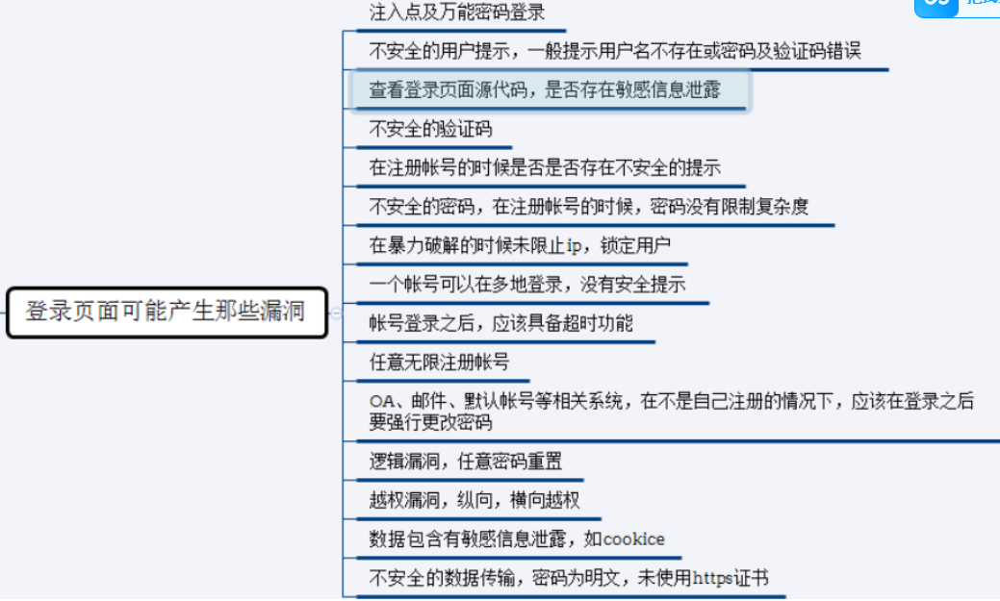 注入点及万能密码登录
不安全的用户提示，一般提示用户名不存在或密码及验证码错误
查看登录页面源代码，是否存在敏感信息泄露
不安全的验证码
在注册帐号的时候是否是否存在不安全的提示
不安全的密码，在注册帐号的时候，密码没有限制复杂度
在暴力破解的时候未限止ip，锁定用户
一个帐号可以在多地登录，没有安全提示
登录页面可能产生那些漏洞
帐号登录之后，应该具备超时功能
任意无限注册帐号
OA、邮件、默认帐号等相关系统，在不是自己注册的情况下，应该在登录之后
要强行更改密码
逻辑漏洞，任意密码重置
越权漏洞，纵向，横向越权
数据包含有敏感信息泄露，如cookice
不安全的数据传输，密码为明文，未使用https证书